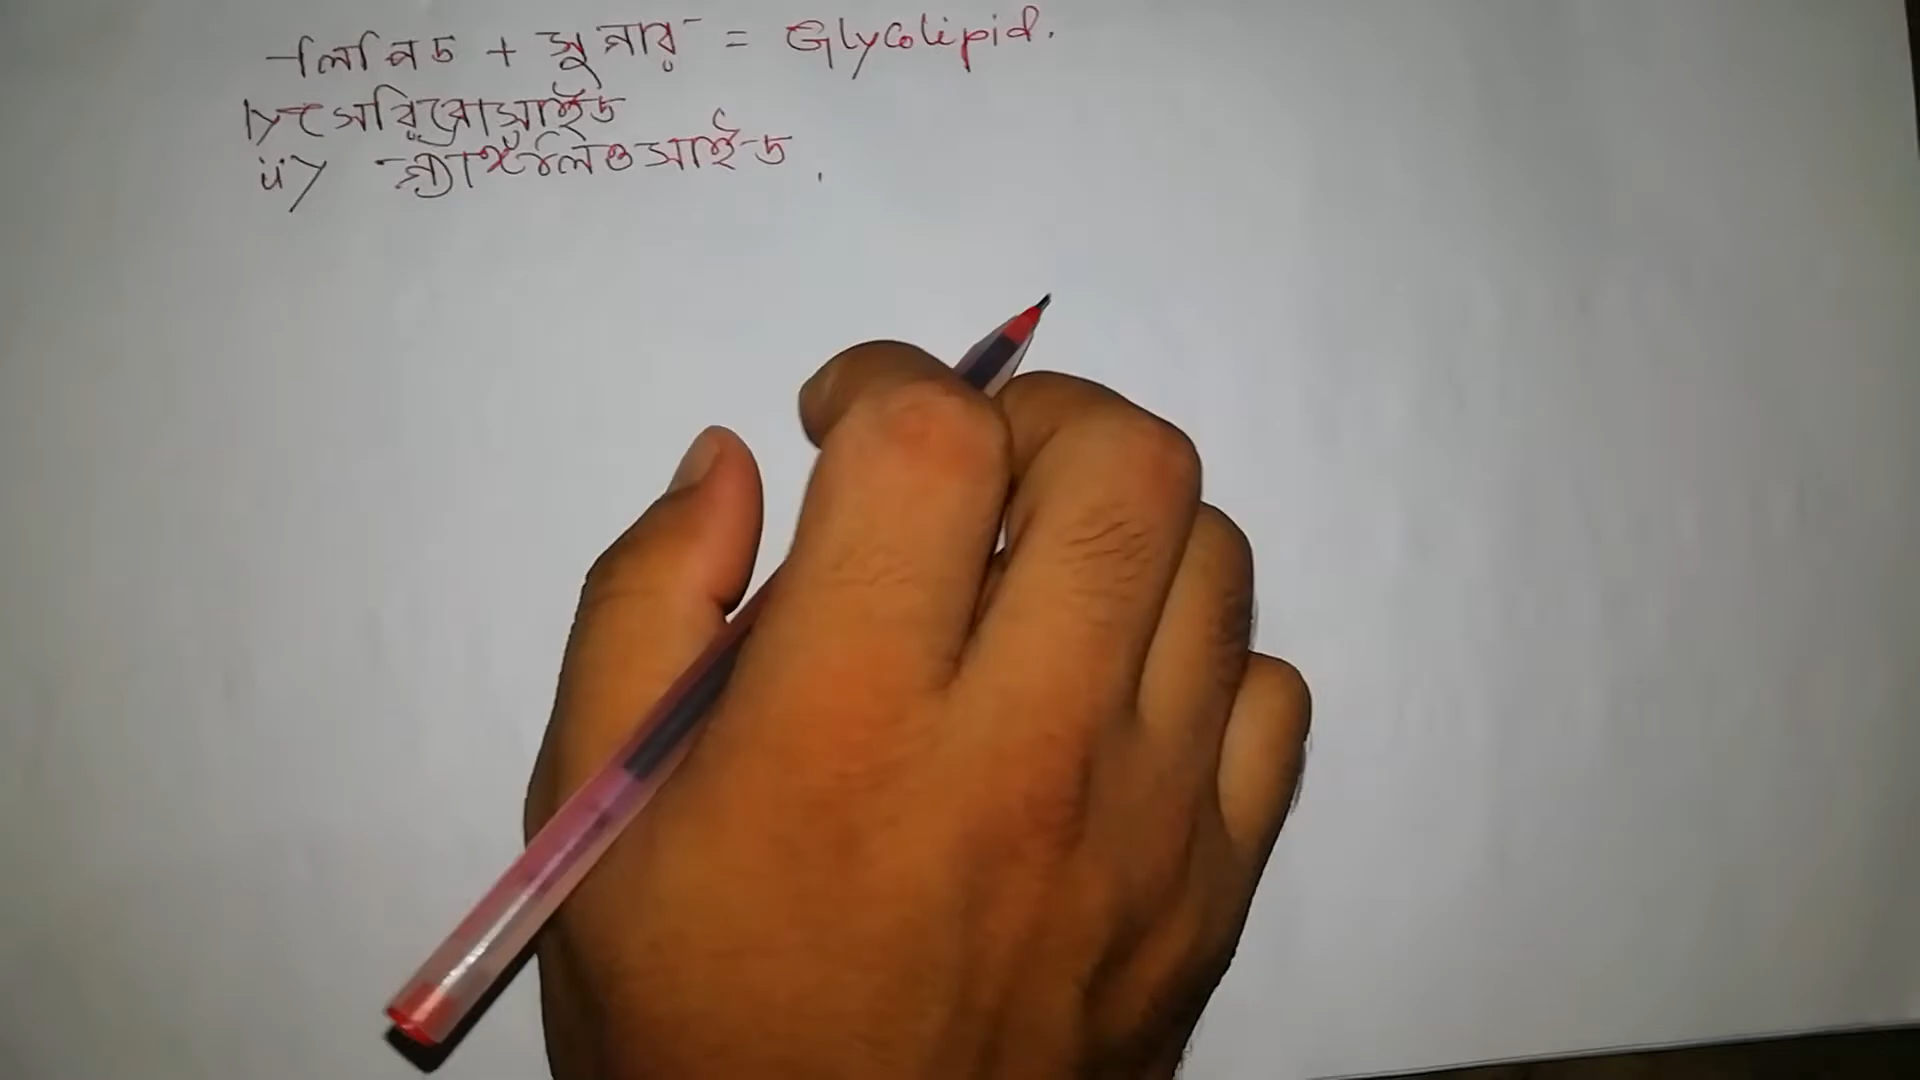 লিপিড + সুগার = Glycolipid.
i> সেরিব্রোসাইড
ii> গ্যাংলিওসাইড.